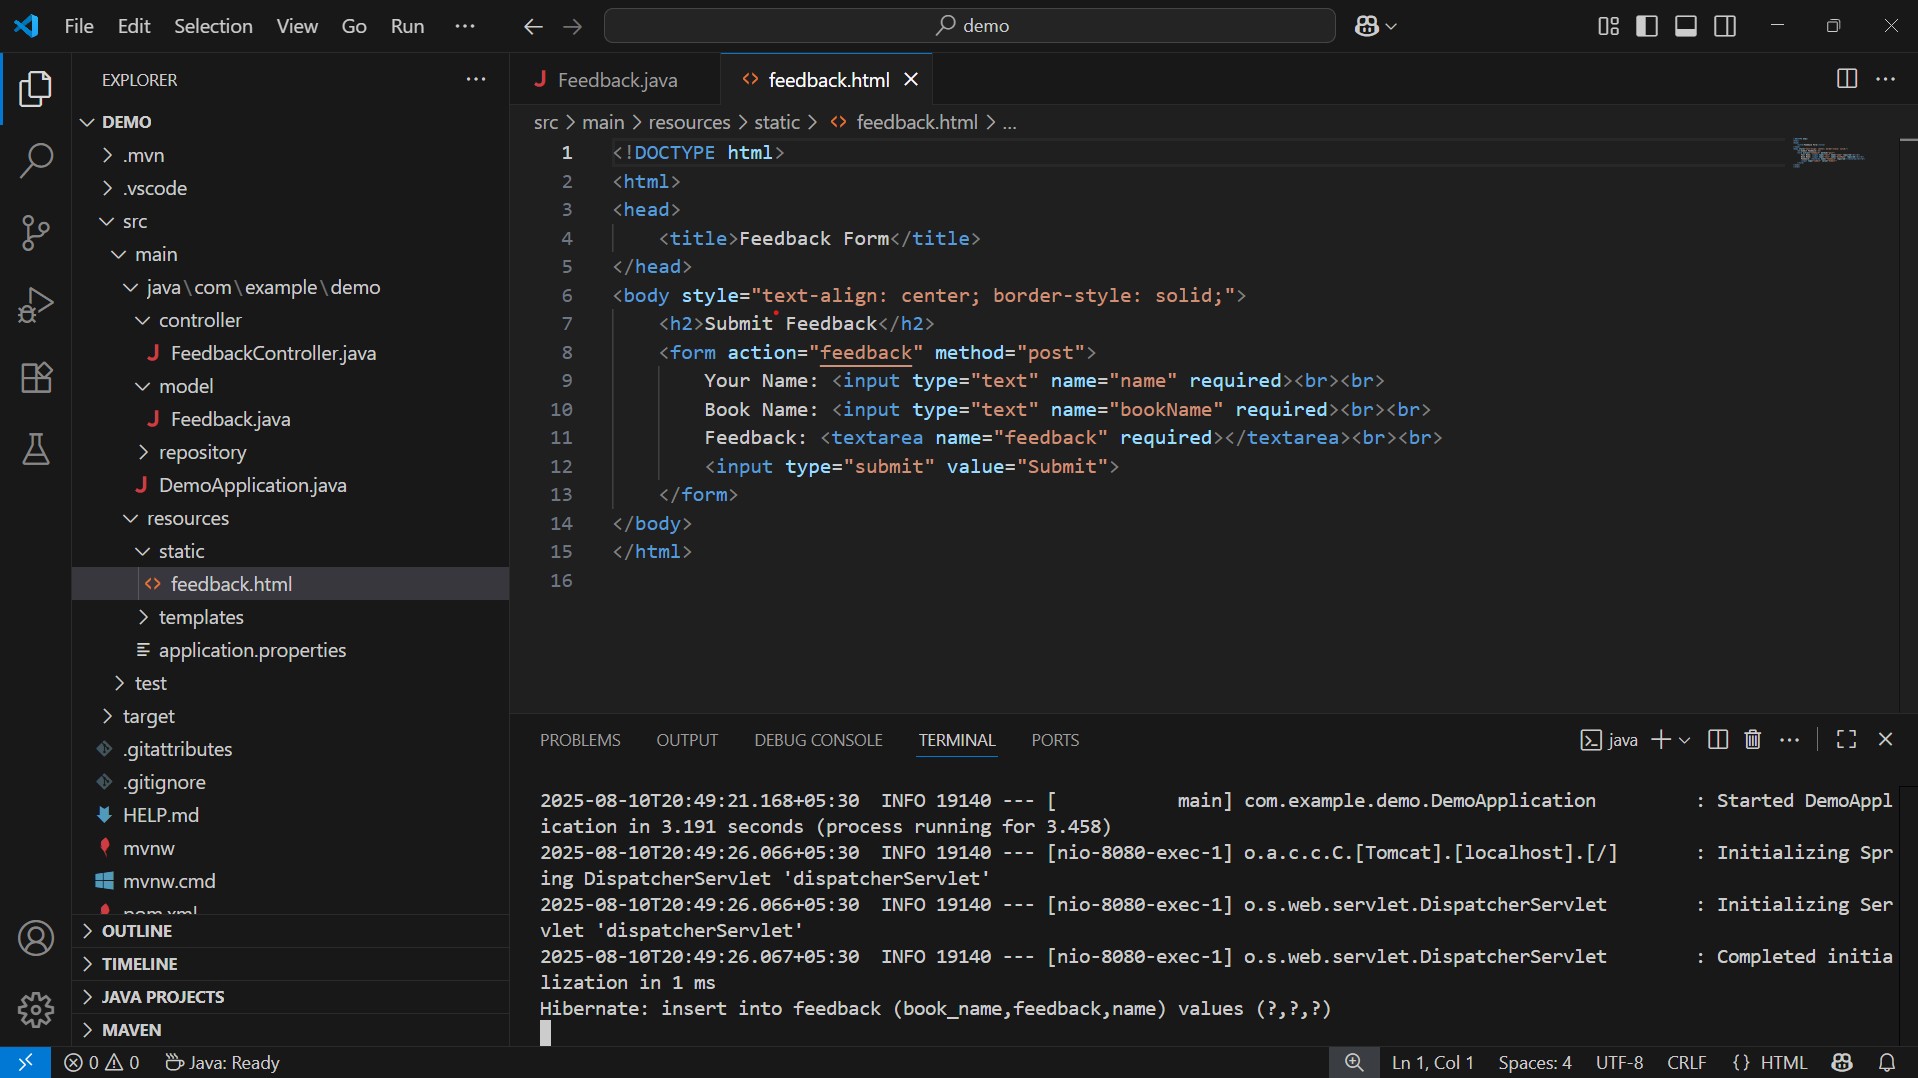 File Edit Selection View Go Run ···
demo
EXPLORER ···
DEMO
.mvn
.vscode
src
main
java\com\example\demo
controller
J FeedbackController.java
model
J Feedback.java
repository
J DemoApplication.java
resources
static
<> feedback.html
templates
application.properties
test
target
.gitattributes
.gitignore
HELP.md
mvnw
mvnw.cmd
pom.xml
OUTLINE
TIMELINE
JAVA PROJECTS
MAVEN
J Feedback.java <> feedback.html
src > main > resources > static > <> feedback.html > ...
1 <!DOCTYPE html>
2 <html>
3 <head>
4 <title>Feedback Form</title>
5 </head>
6 <body style="text-align: center; border-style: solid;">
7 <h2>Submit Feedback</h2>
8 <form action="feedback" method="post">
9 Your Name: <input type="text" name="name" required><br><br>
10 Book Name: <input type="text" name="bookName" required><br><br>
11 Feedback: <textarea name="feedback" required></textarea><br><br>
12 <input type="submit" value="Submit">
13 </form>
14 </body>
15 </html>
16
PROBLEMS OUTPUT DEBUG CONSOLE TERMINAL PORTS
java
2025-08-10T20:49:21.168+05:30  INFO 19140 --- [           main] com.example.demo.DemoApplication         : Started DemoAppl
ication in 3.191 seconds (process running for 3.458)
2025-08-10T20:49:26.066+05:30  INFO 19140 --- [nio-8080-exec-1] o.a.c.c.C.[Tomcat].[localhost].[/]       : Initializing Spr
ing DispatcherServlet 'dispatcherServlet'
2025-08-10T20:49:26.066+05:30  INFO 19140 --- [nio-8080-exec-1] o.s.web.servlet.DispatcherServlet        : Initializing Ser
vlet 'dispatcherServlet'
2025-08-10T20:49:26.067+05:30  INFO 19140 --- [nio-8080-exec-1] o.s.web.servlet.DispatcherServlet        : Completed initia
lization in 1 ms
Hibernate: insert into feedback (book_name,feedback,name) values (?,?,?)
0 0 Java: Ready
Ln 1, Col 1 Spaces: 4 UTF-8 CRLF {} HTML